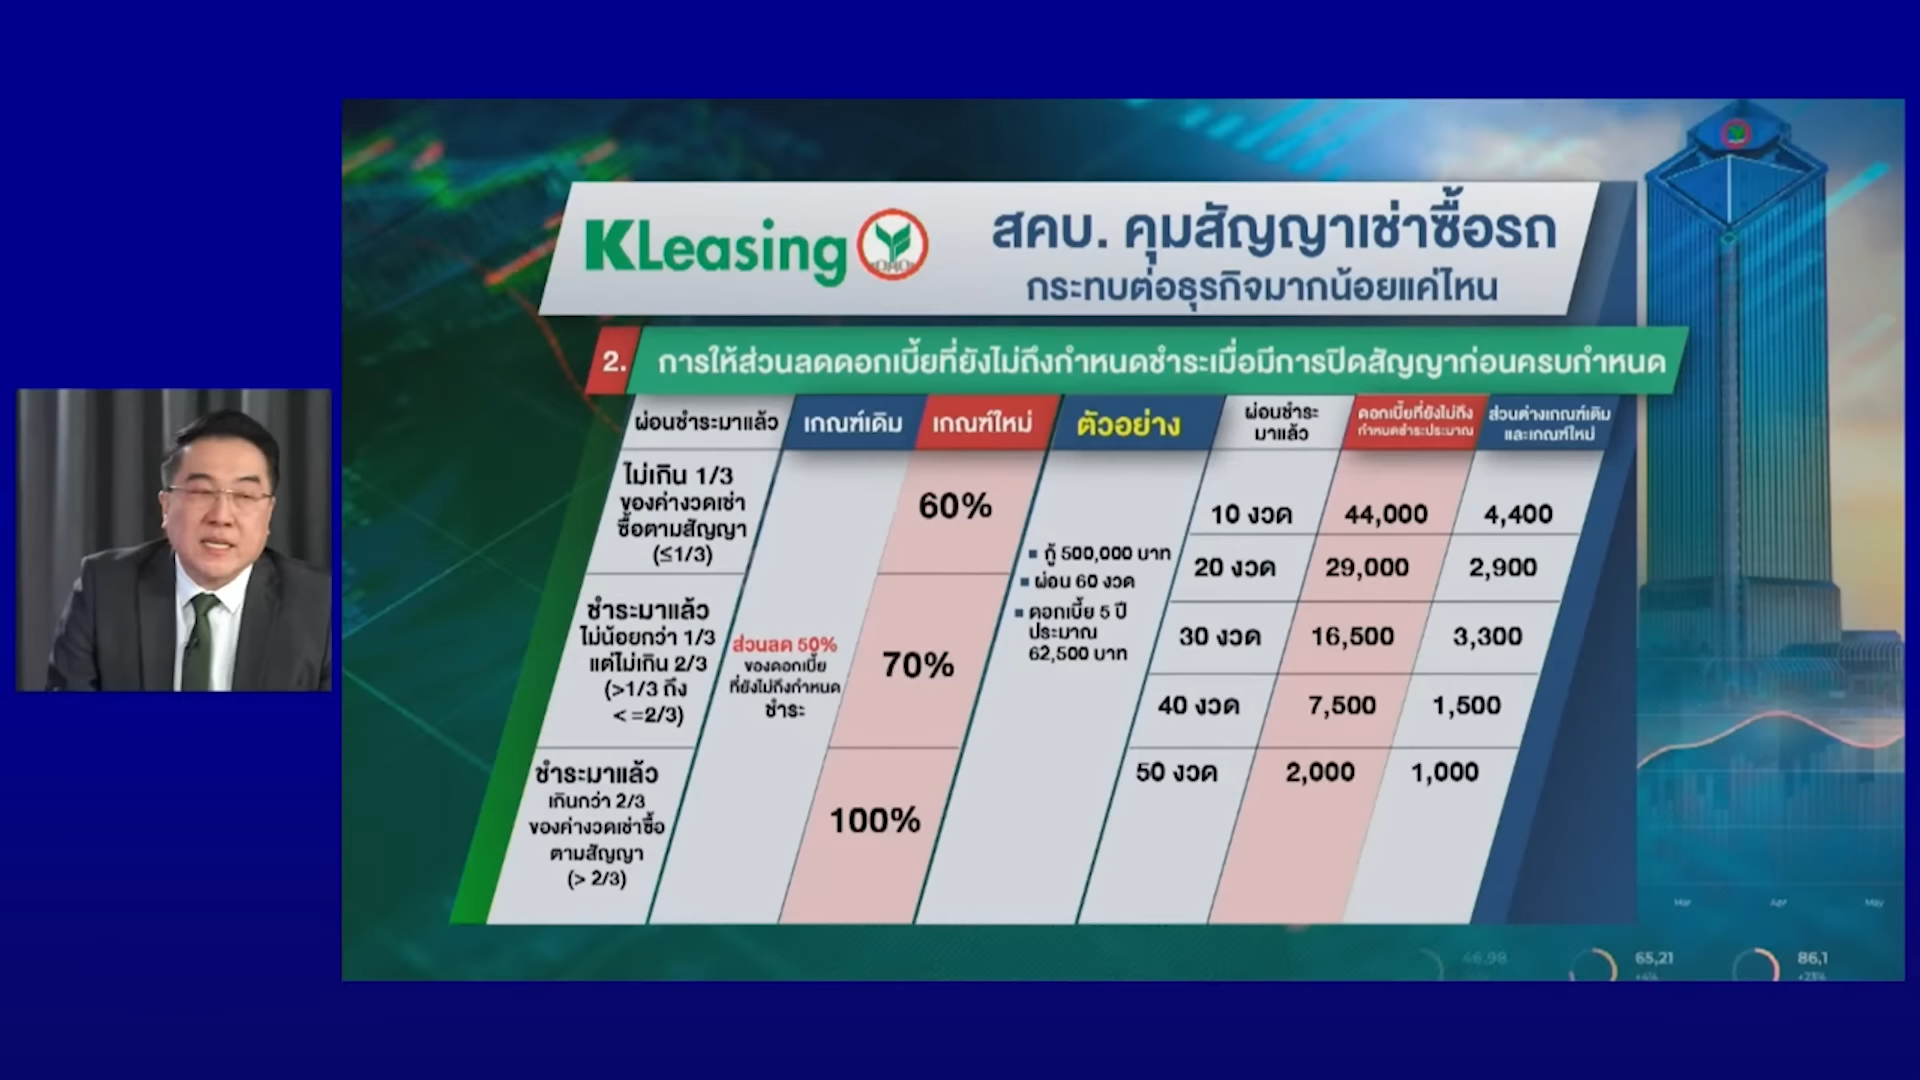 KLeasing
สคบ. คุมสัญญาเช่าซื้อรถ
กระทบต่อธุรกิจมากน้อยแค่ไหน
2. การให้ส่วนลดดอกเบี้ยที่ยังไม่ถึงกำหนดชำระเมื่อมีการปิดสัญญาก่อนครบกำหนด
ผ่อนชำระมาแล้ว
เกณฑ์เดิม
เกณฑ์ใหม่
ตัวอย่าง
ผ่อนชำระ
มาแล้ว
ดอกเบี้ยที่ยังไม่ถึง
กำหนดชำระประมาณ
ส่วนต่างเกณฑ์เดิม
และเกณฑ์ใหม่
ไม่เกิน 1/3
ของค่างวดเช่า
ซื้อตามสัญญา
(≤1/3)
60%
ชำระมาแล้ว
ไม่น้อยกว่า 1/3
แต่ไม่เกิน 2/3
(>1/3 ถึง
< =2/3)
ส่วนลด 50%
ของดอกเบี้ย
ที่ยังไม่ถึงกำหนด
ชำระ
70%
ชำระมาแล้ว
เกินกว่า 2/3
ของค่างวดเช่าซื้อ
ตามสัญญา
(> 2/3)
100%
▪ กู้ 500,000 บาท
▪ ผ่อน 60 งวด
▪ ดอกเบี้ย 5 ปี
ประมาณ
62,500 บาท
10 งวด 44,000 4,400
20 งวด 29,000 2,900
30 งวด 16,500 3,300
40 งวด 7,500 1,500
50 งวด 2,000 1,000
Mar Apr May
46,98 65,21 86,1
+4% +23%